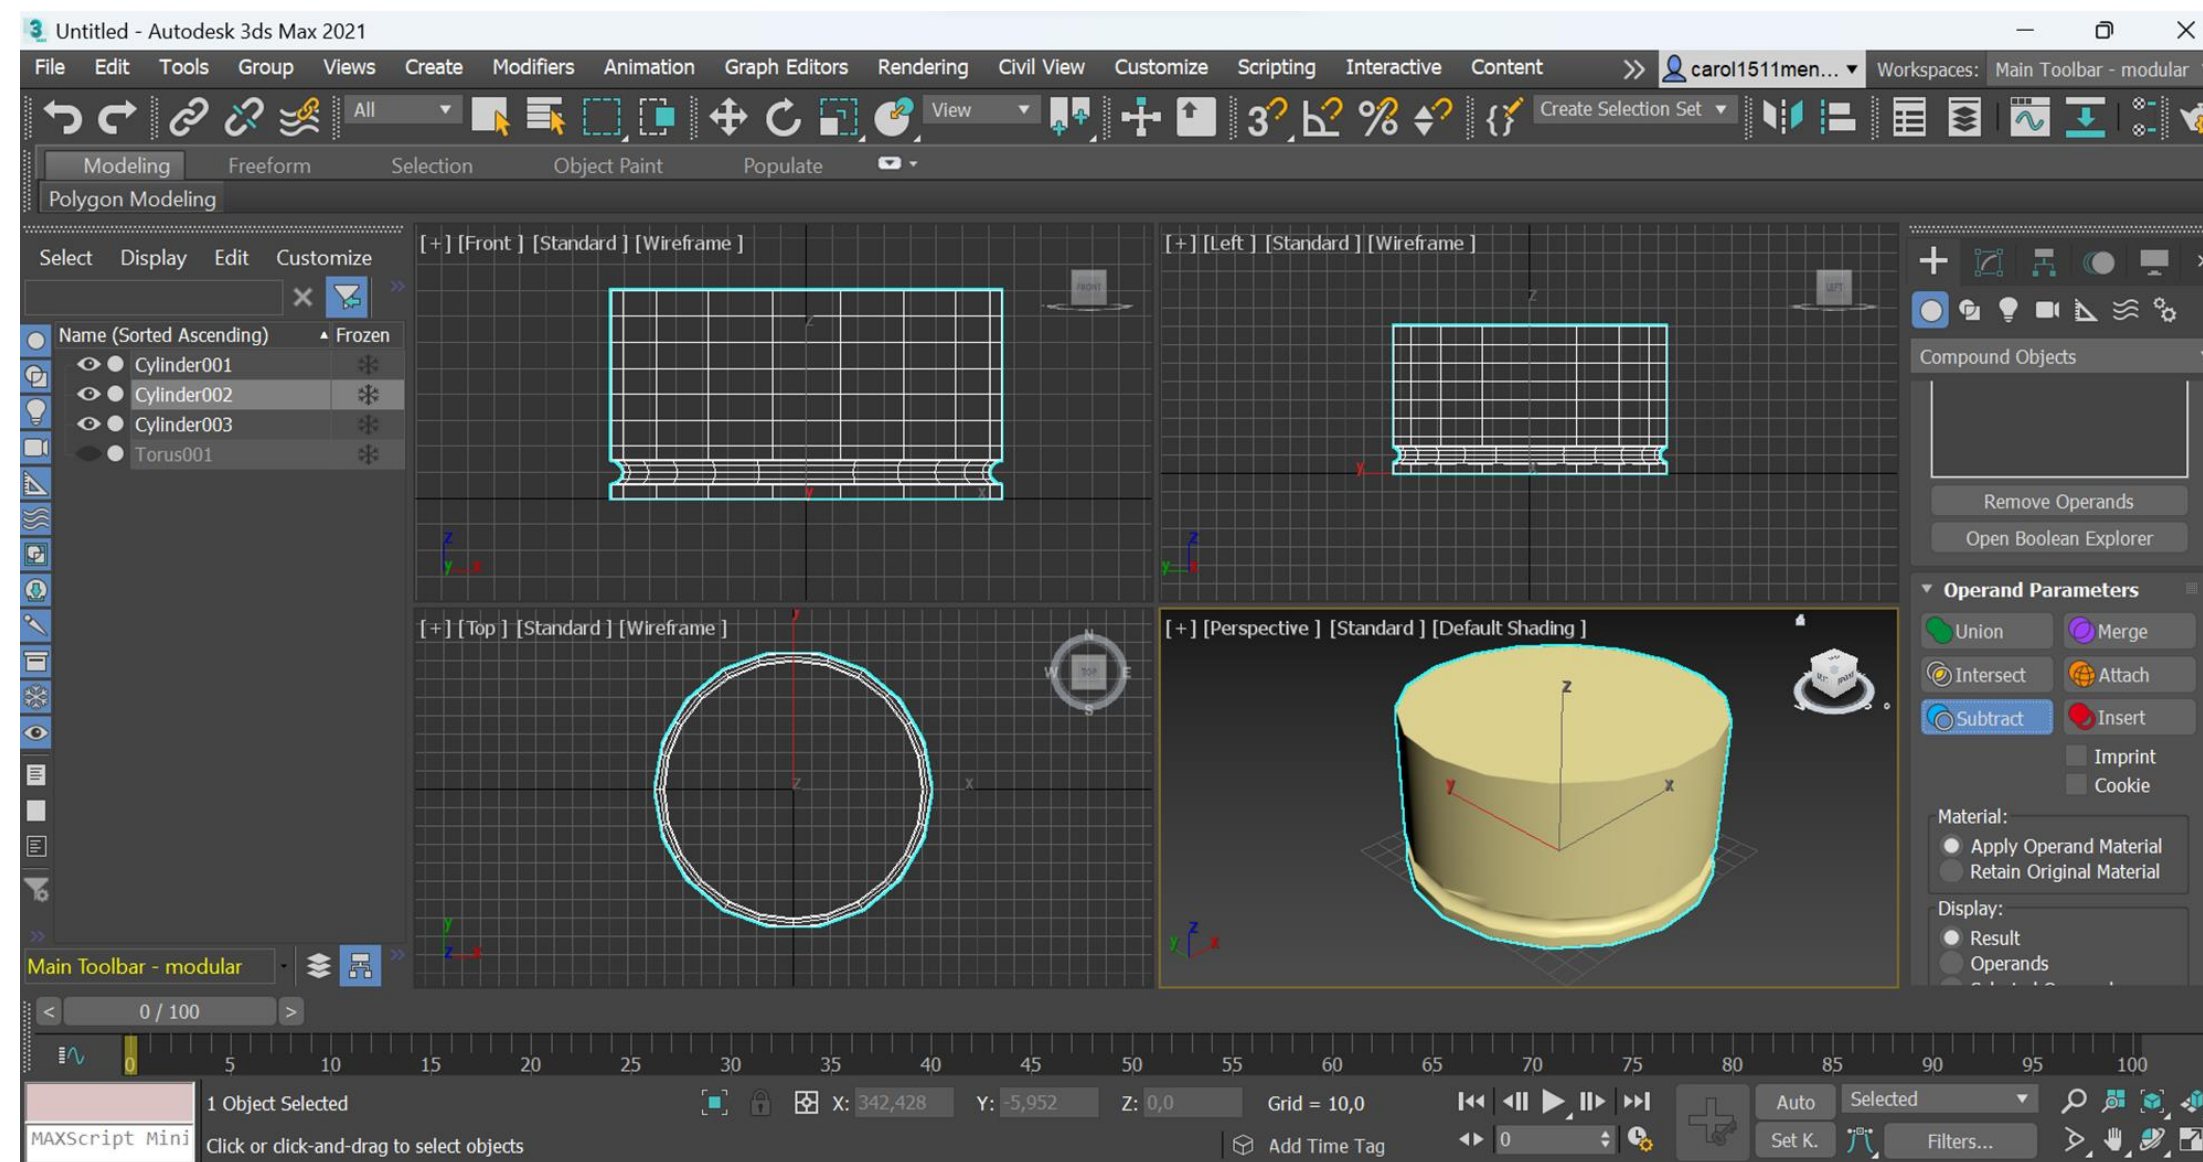 3 Untitled - Autodesk 3ds Max 2021
File Edit Tools Group Views Create Modifiers Animation Graph Editors Rendering Civil View Customize Scripting Interactive Content carol1511men... Workspaces: Main Toolbar - modular
All View Create Selection Set
Modeling Freeform Selection Object Paint Populate
Polygon Modeling
Select Display Edit Customize
Name (Sorted Ascending) Frozen
Cylinder001
Cylinder002
Cylinder003
Torus001
Main Toolbar - modular
[+] [Front ] [Standard ] [Wireframe ]
FRONT
z
y x
z
y x
[+] [Left ] [Standard ] [Wireframe ]
LEFT
z
y x
z
y x
[+] [Top ] [Standard ] [Wireframe ]
N
W TOP E
S
y
z x
y
z x
[+] [Perspective ] [Standard ] [Default Shading ]
z
y x
z
y x
Compound Objects
Remove Operands
Open Boolean Explorer
Operand Parameters
Union Merge
Intersect Attach
Subtract Insert
Imprint
Cookie
Material:
Apply Operand Material
Retain Original Material
Display:
Result
Operands
< 0 / 100 >
0 5 10 15 20 25 30 35 40 45 50 55 60 65 70 75 80 85 90 95 100
1 Object Selected X: 342,428 Y: -5,952 Z: 0,0 Grid = 10,0 Auto Selected
MAXScript Mini Click or click-and-drag to select objects Add Time Tag 0 Set K. Filters...